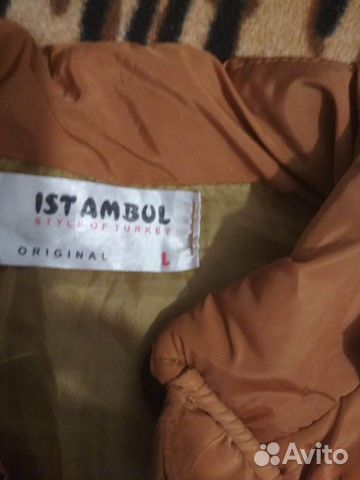 ISTAMBUL
STYLE OF TURKEY
ORIGINAL L
Avito